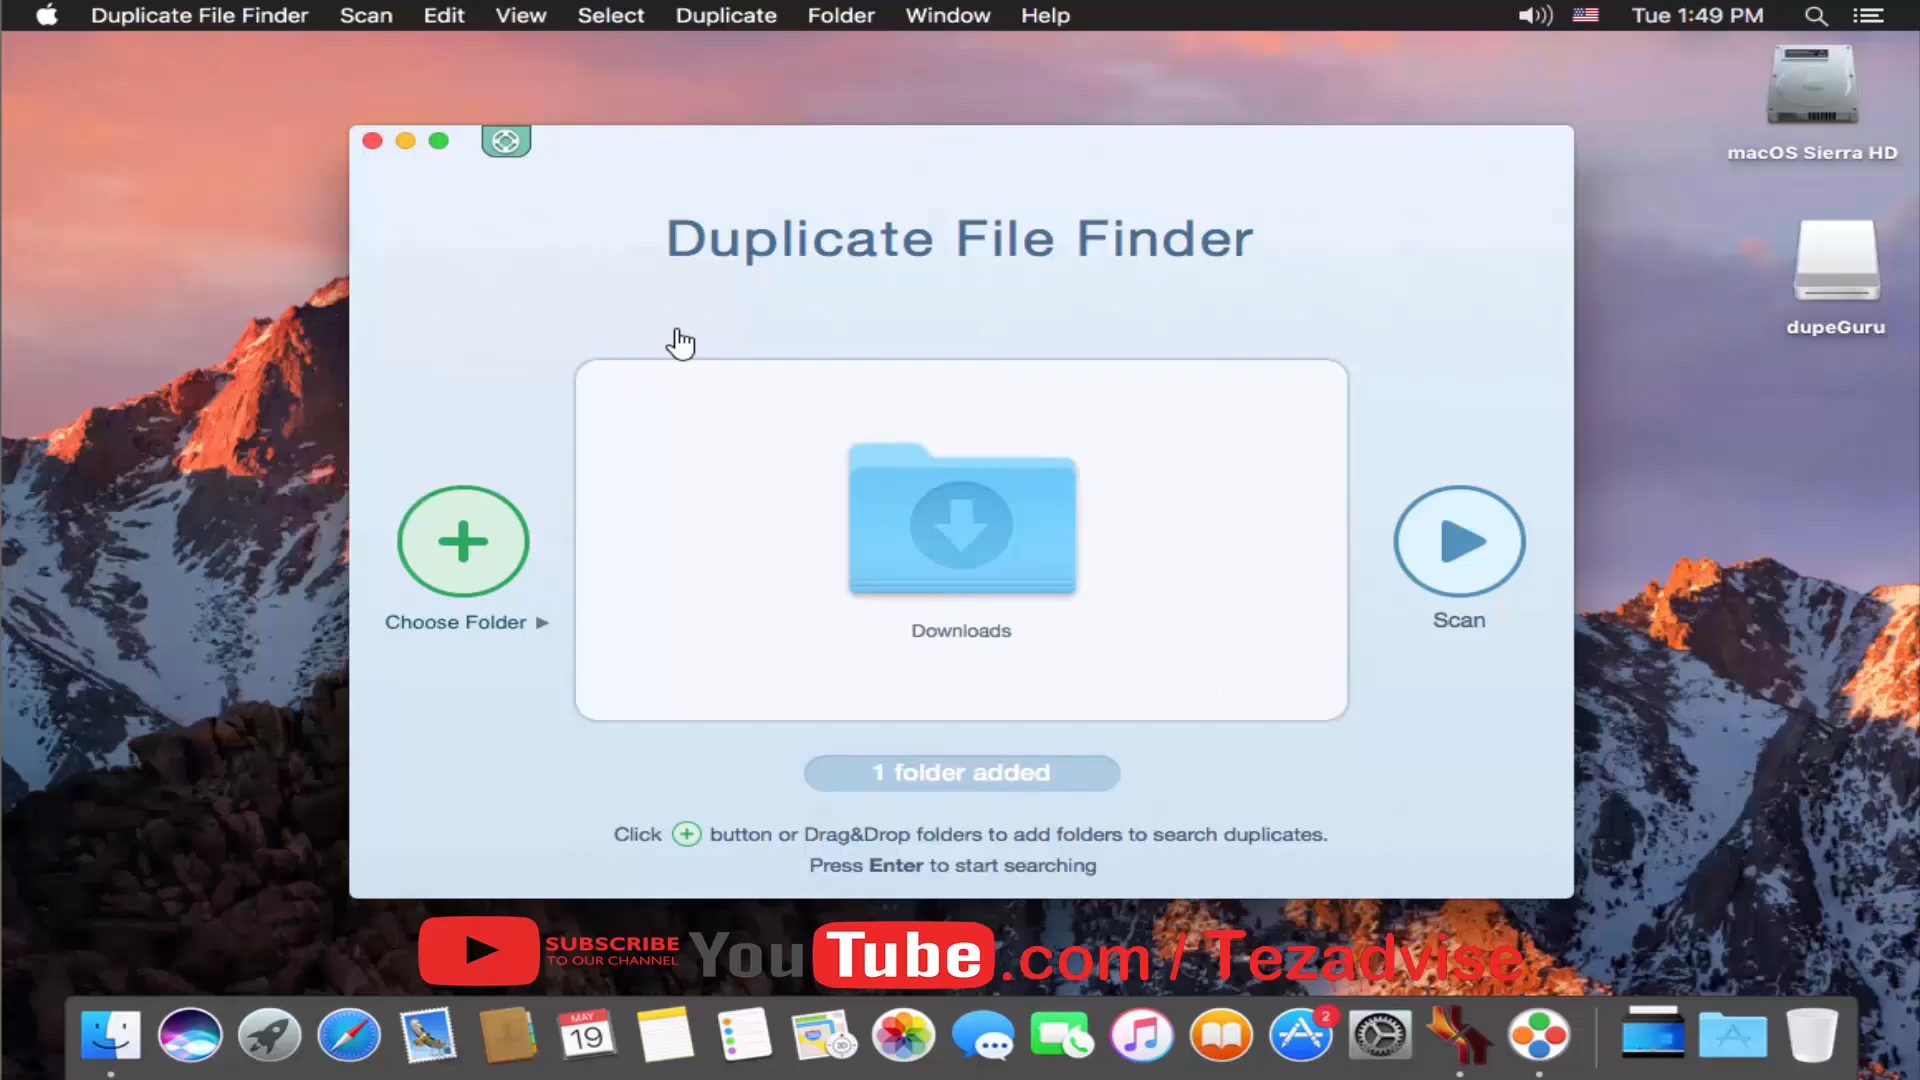 Duplicate File Finder Scan Edit View Select Duplicate Folder Window Help Tue 1:49 PM
macOS Sierra HD
dupeGuru
Duplicate File Finder
Downloads
Choose Folder ▶
Scan
1 folder added
Click + button or Drag&Drop folders to add folders to search duplicates.
Press Enter to start searching
SUBSCRIBE
TO OUR CHANNEL
YouTube.com / Tezadvise
MAY
19
3D
2